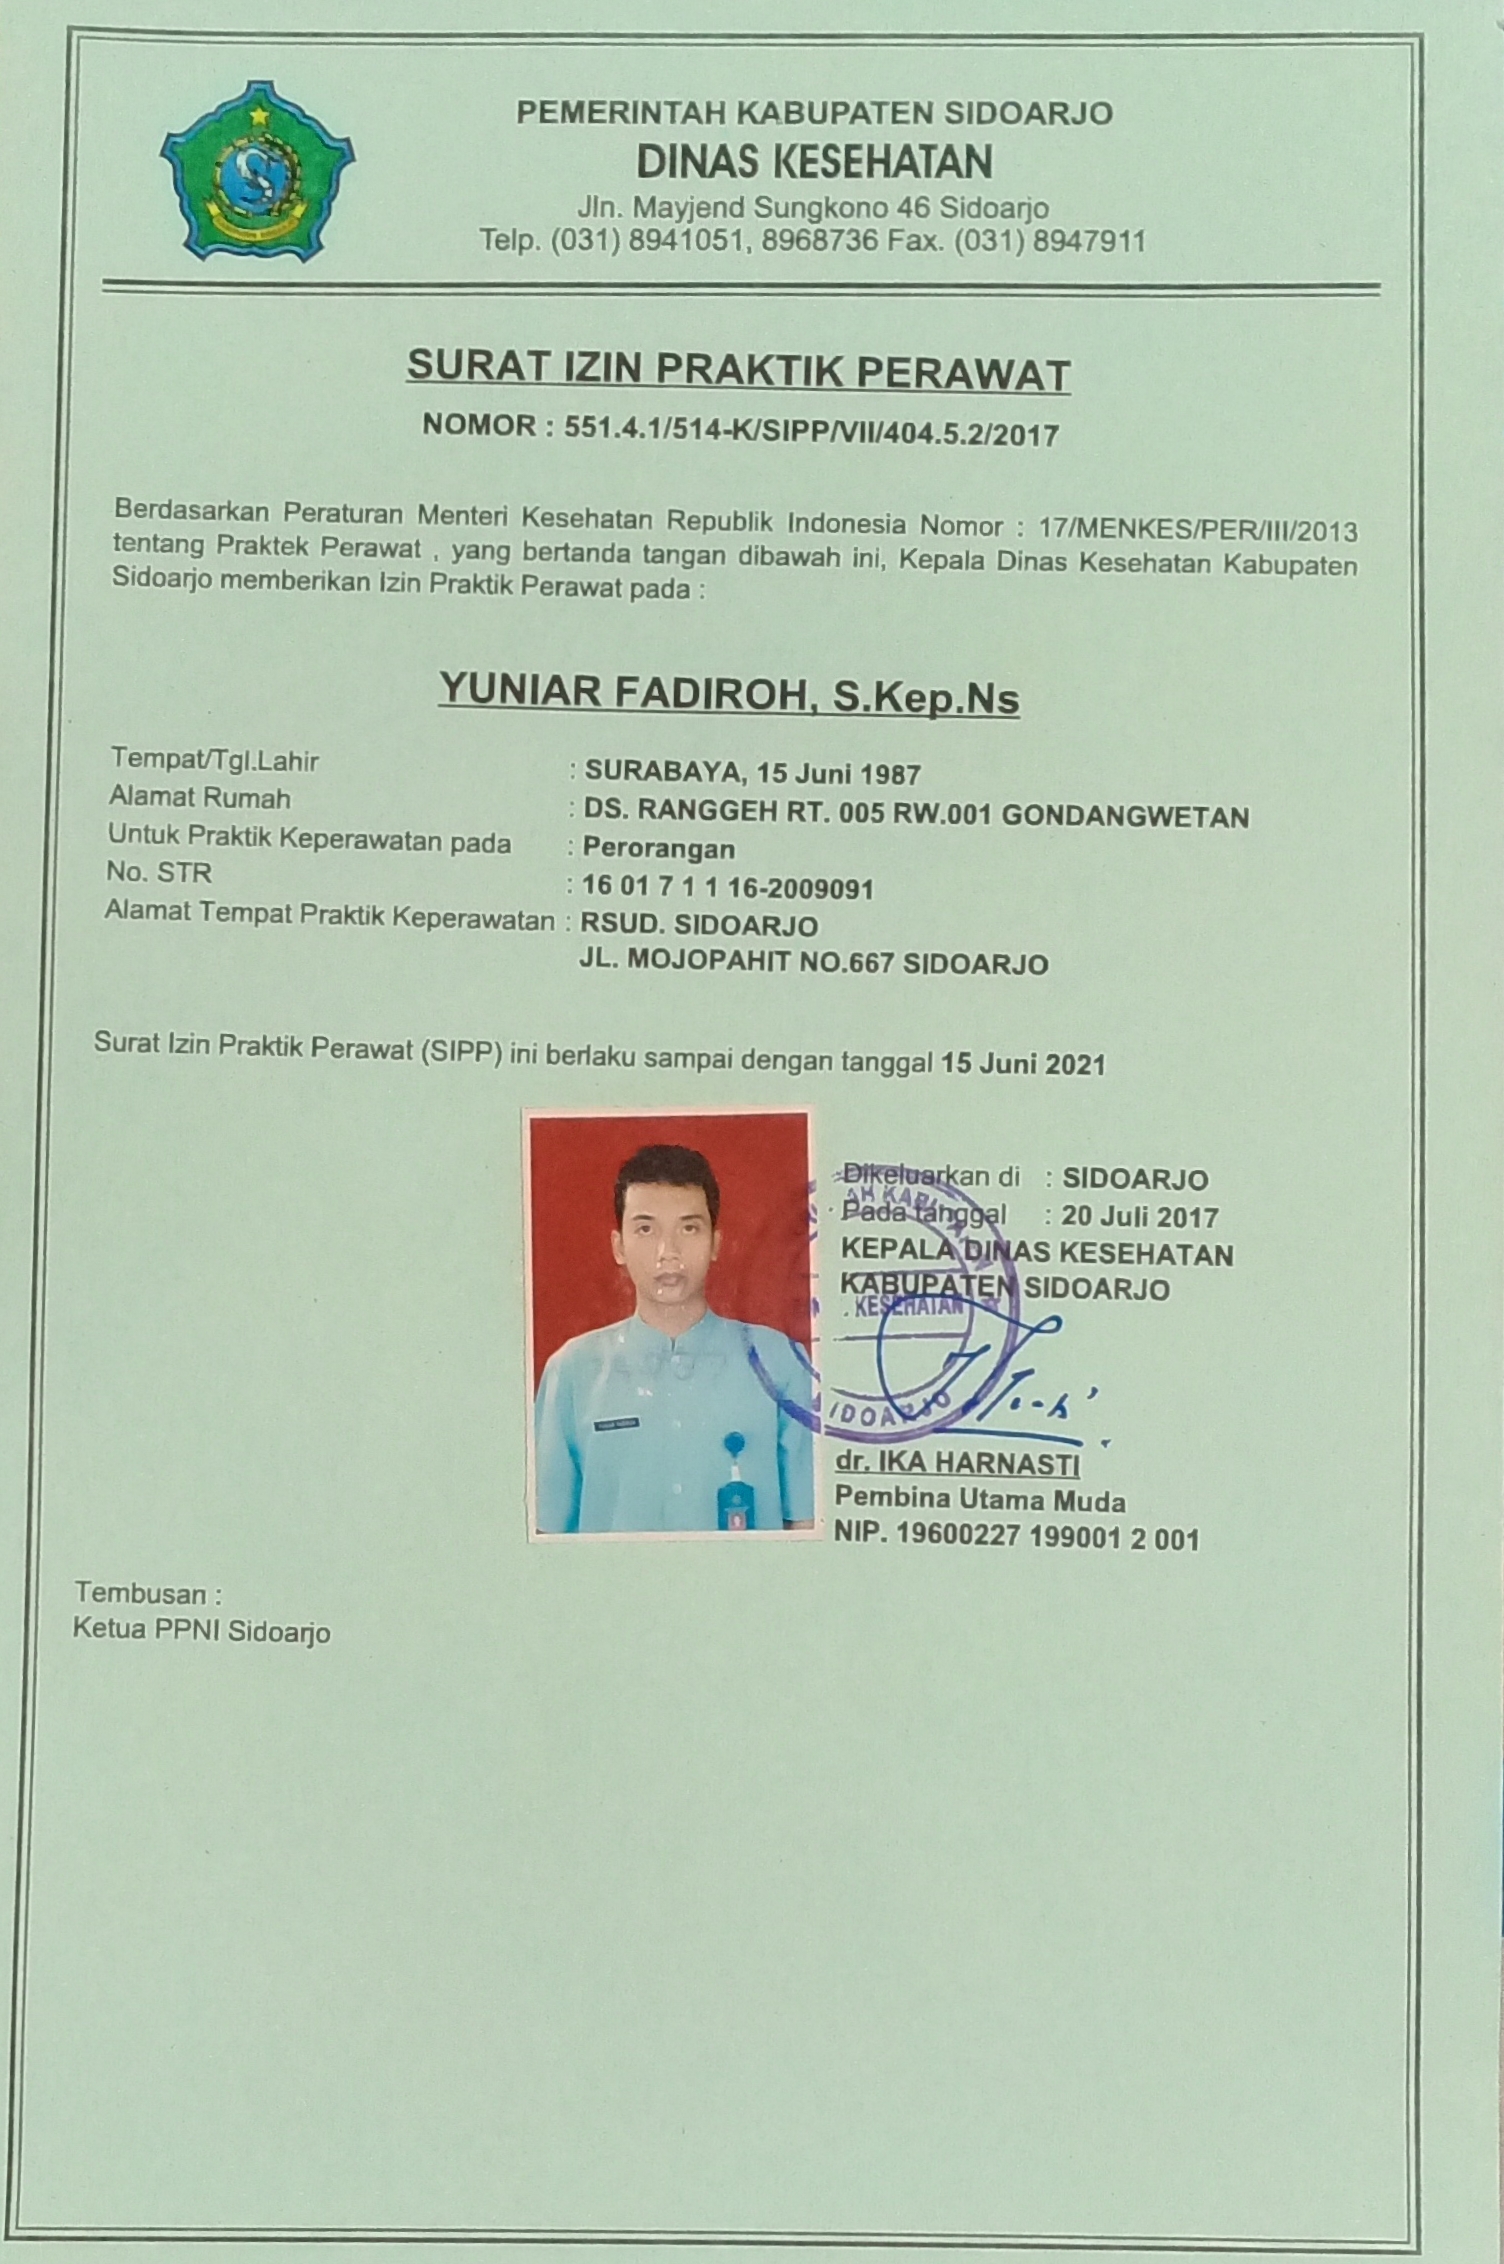 PEMERINTAH KABUPATEN SIDOARJO
DINAS KESEHATAN
Jln. Mayjend Sungkono 46 Sidoarjo
Telp. (031) 8941051, 8968736 Fax. (031) 8947911
SURAT IZIN PRAKTIK PERAWAT
NOMOR : 551.4.1/514-K/SIPP/VII/404.5.2/2017
Berdasarkan Peraturan Menteri Kesehatan Republik Indonesia Nomor : 17/MENKES/PER/III/2013
tentang Praktek Perawat , yang bertanda tangan dibawah ini, Kepala Dinas Kesehatan Kabupaten
Sidoarjo memberikan Izin Praktik Perawat pada :
YUNIAR FADIROH, S.Kep.Ns
Tempat/Tgl.Lahir : SURABAYA, 15 Juni 1987
Alamat Rumah : DS. RANGGEH RT. 005 RW.001 GONDANGWETAN
Untuk Praktik Keperawatan pada : Perorangan
No. STR : 16 01 7 1 1 16-2009091
Alamat Tempat Praktik Keperawatan : RSUD. SIDOARJO
JL. MOJOPAHIT NO.667 SIDOARJO
Surat Izin Praktik Perawat (SIPP) ini berlaku sampai dengan tanggal 15 Juni 2021
Dikeluarkan di : SIDOARJO
Pada tanggal : 20 Juli 2017
KEPALA DINAS KESEHATAN
KABUPATEN SIDOARJO
KESEHATAN
dr. IKA HARNASTI
Pembina Utama Muda
NIP. 19600227 199001 2 001
Tembusan :
Ketua PPNI Sidoarjo